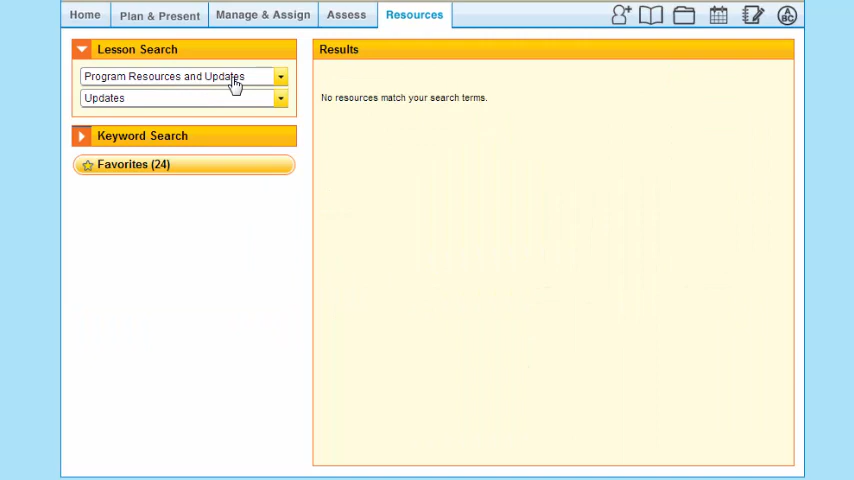 Home Plan & Present Manage & Assign Assess Resources
ABC
Lesson Search
Program Resources and Updates
Updates
Keyword Search
Favorites (24)
Results
No resources match your search terms.